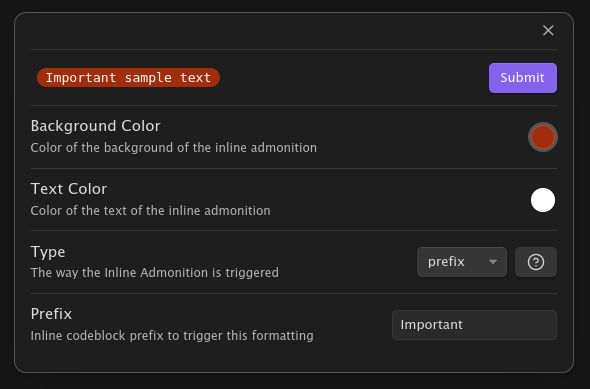 Important sample text
Submit
Background Color
Color of the background of the inline admonition
Text Color
Color of the text of the inline admonition
Type
The way the Inline Admonition is triggered
prefix
Prefix
Inline codeblock prefix to trigger this formatting
Important